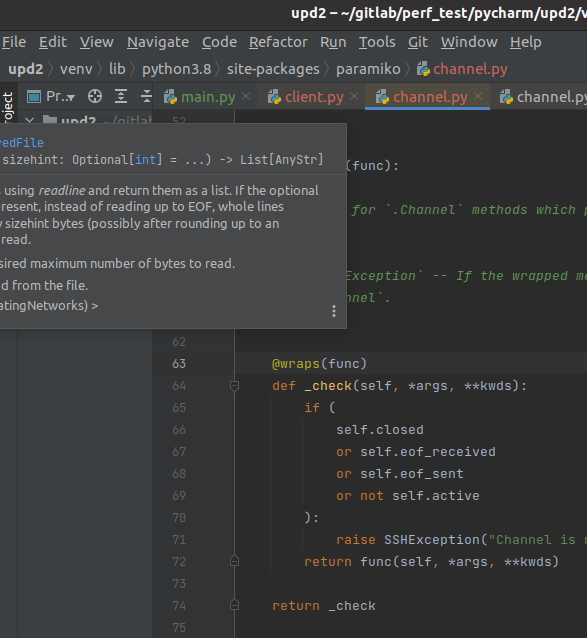 upd2 – ~/gitlab/perf_test/pycharm/upd2/v
File Edit View Navigate Code Refactor Run Tools Git Window Help
upd2 venv lib python3.8 site-packages paramiko channel.py
roject
Pr... main.py client.py channel.py channel.py
upd2 ~/gitlab
52
redFile
sizehint: Optional[int] = ...) -> List[AnyStr]
(func):
using readline and return them as a list. If the optional
resent, instead of reading up to EOF, whole lines
for `.Channel` methods which
y sizehint bytes (possibly after rounding up to an
read.
sired maximum number of bytes to read.
Exception` -- If the wrapped me
d from the file.
nnel`.
atingNetworks) >
62
63 @wraps(func)
64 def _check(self, *args, **kwds):
65 if (
66 self.closed
67 or self.eof_received
68 or self.eof_sent
69 or not self.active
70 ):
71 raise SSHException("Channel is
72 return func(self, *args, **kwds)
73
74 return _check
75